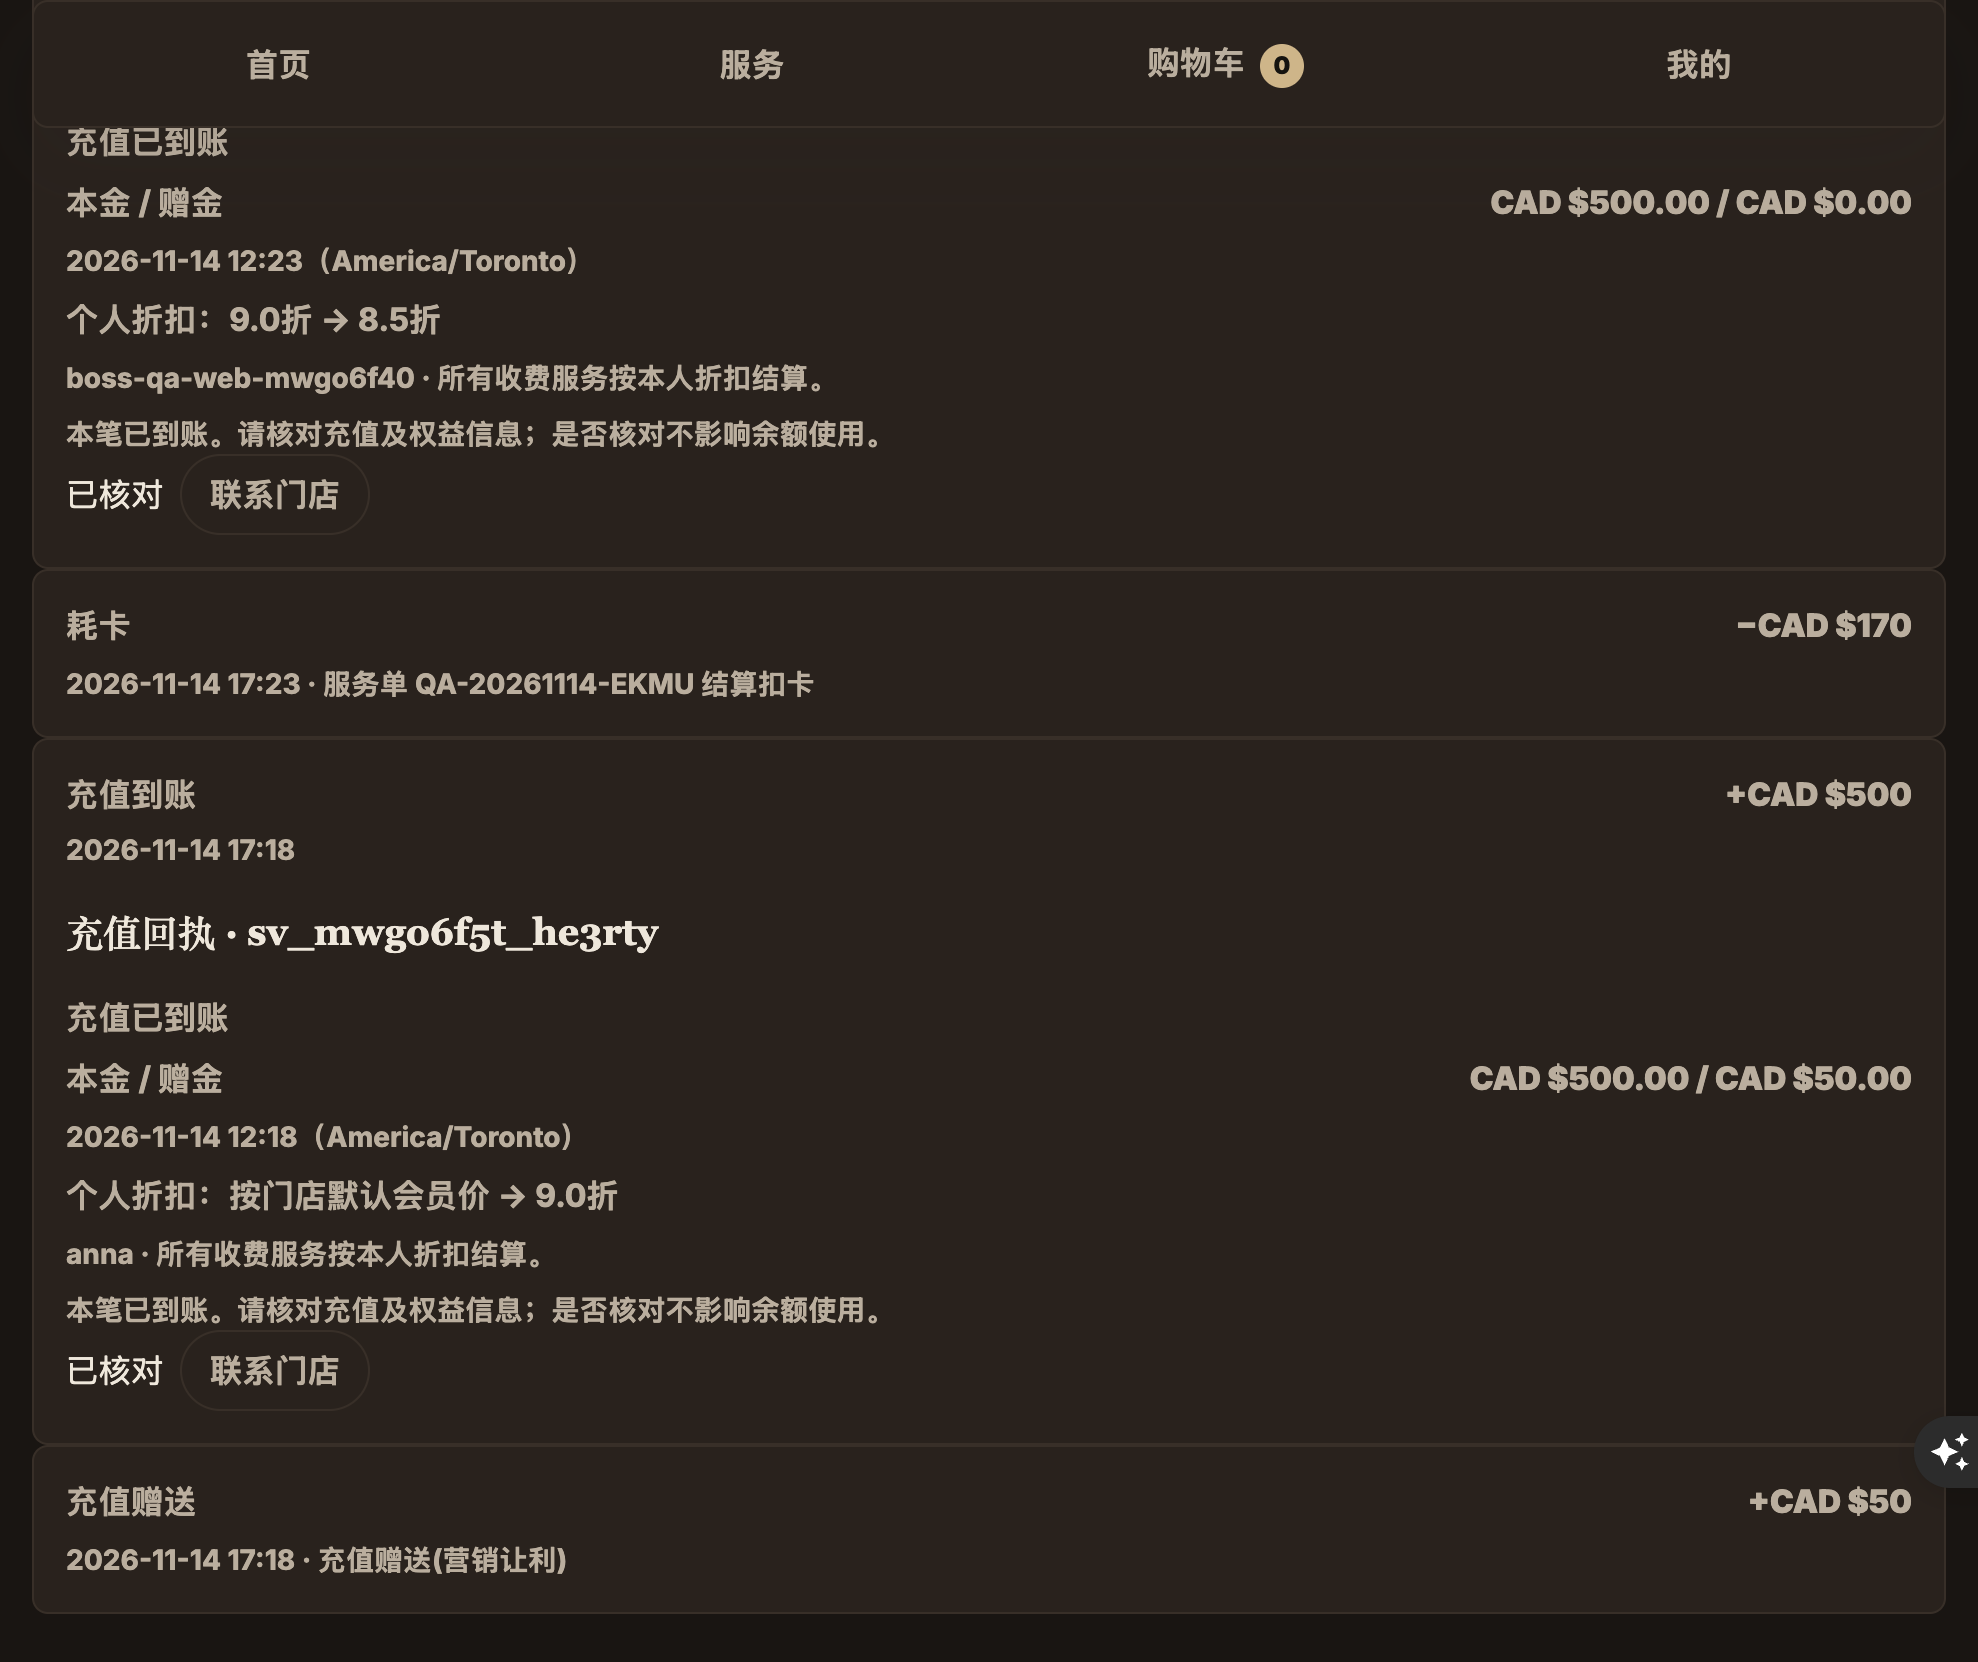 首页 服务 购物车 0 我的
充值已到账
本金 / 赠金 CAD $500.00 / CAD $0.00
2026-11-14 12:23（America/Toronto）
个人折扣：9.0折 → 8.5折
boss-qa-web-mwgo6f40 · 所有收费服务按本人折扣结算。
本笔已到账。请核对充值及权益信息；是否核对不影响余额使用。
已核对 联系门店
耗卡 −CAD $170
2026-11-14 17:23 · 服务单 QA-20261114-EKMU 结算扣卡
充值到账 +CAD $500
2026-11-14 17:18
充值回执 · sv_mwgo6f5t_he3rty
充值已到账
本金 / 赠金 CAD $500.00 / CAD $50.00
2026-11-14 12:18（America/Toronto）
个人折扣：按门店默认会员价 → 9.0折
anna · 所有收费服务按本人折扣结算。
本笔已到账。请核对充值及权益信息；是否核对不影响余额使用。
已核对 联系门店
充值赠送 +CAD $50
2026-11-14 17:18 · 充值赠送(营销让利)